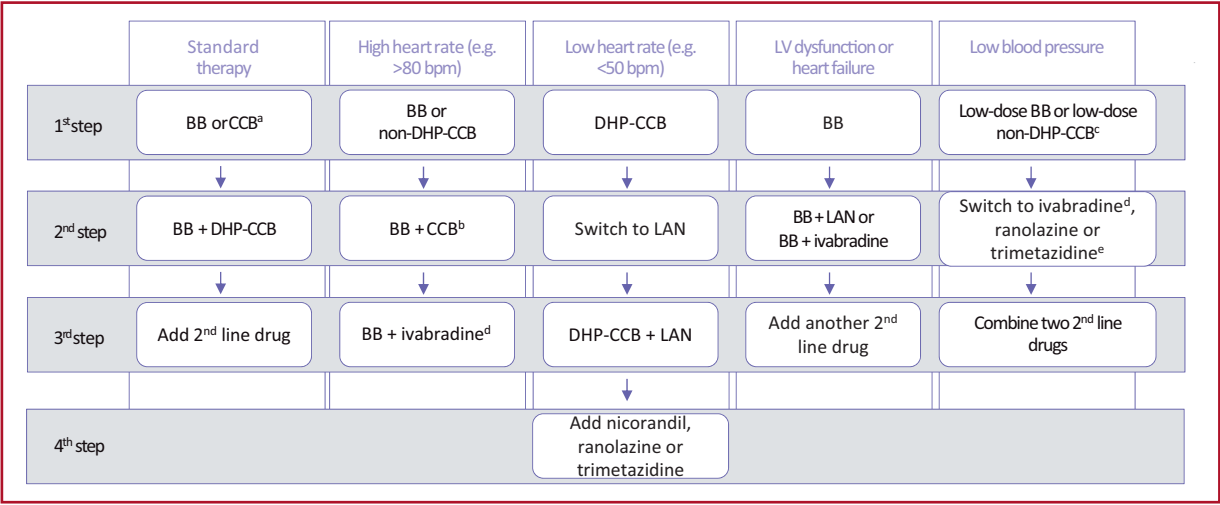 Standard
therapy
High heart rate (e.g.
>80 bpm)
Low heart rate (e.g.
<50 bpm)
LV dysfunction or
heart failure
Low blood pressure
1st step
BB orCCBa
BB or
non-DHP-CCB
DHP-CCB
BB
Low-dose BB or low-dose
non-DHP-CCBc
2nd step
BB + DHP-CCB
BB + CCBb
Switch to LAN
BB + LAN or
BB + ivabradine
Switch to ivabradined,
ranolazine or
trimetazidinee
3rd step
Add 2nd line drug
BB + ivabradined
DHP-CCB + LAN
Add another 2nd
line drug
Combine two 2nd line
drugs
4th step
Add nicorandil,
ranolazine or
trimetazidine